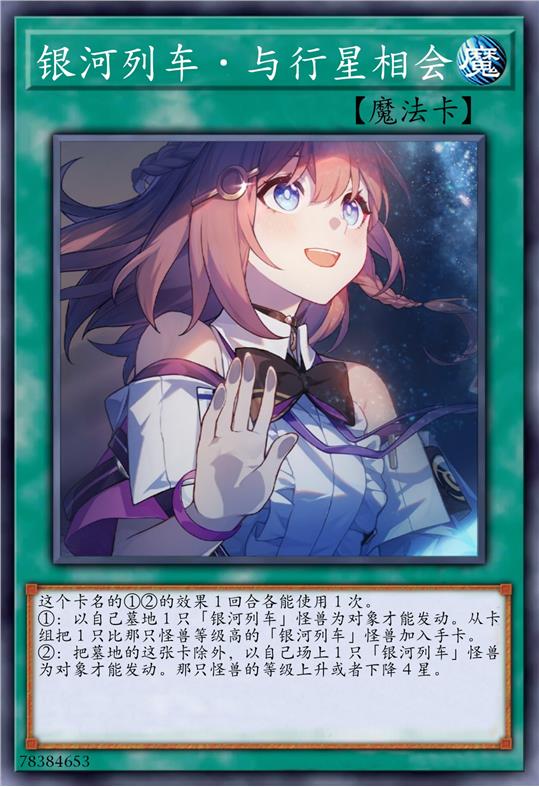 银河列车·与行星相会 魔
【魔法卡】
这个卡名的①②的效果1回合各能使用1次。
①：以自己墓地1只「银河列车」怪兽为对象才能发动。从卡
组把1只比那只怪兽等级高的「银河列车」怪兽加入手卡。
②：把墓地的这张卡除外，以自己场上1只「银河列车」怪兽
为对象才能发动。那只怪兽的等级上升或者下降4星。
78384653